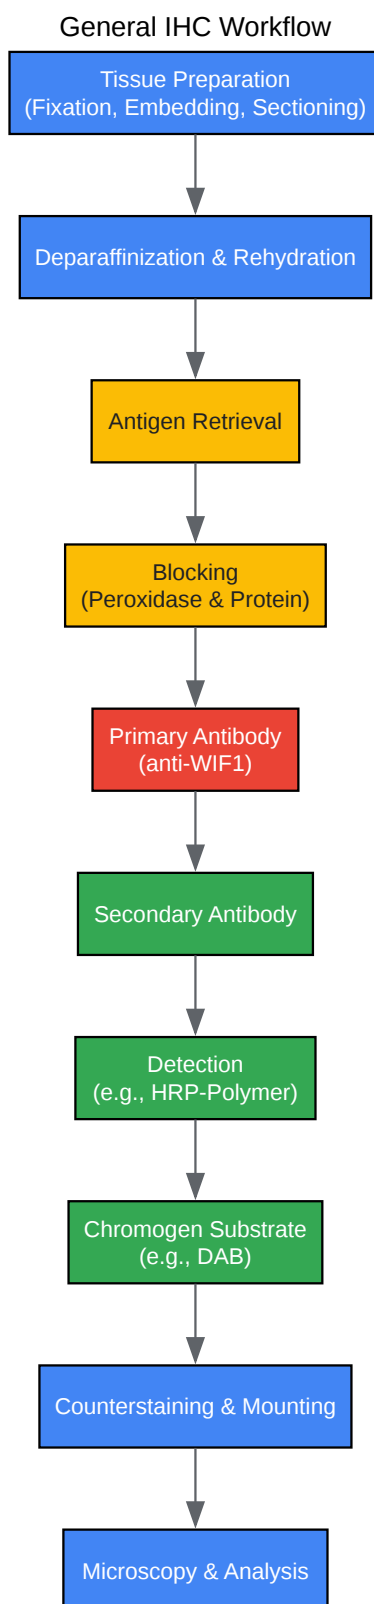 General IHC Workflow
Tissue Preparation
(Fixation, Embedding, Sectioning)
Deparaffinization & Rehydration
Antigen Retrieval
Blocking
(Peroxidase & Protein)
Primary Antibody
(anti-WIF1)
Secondary Antibody
Detection
(e.g., HRP-Polymer)
Chromogen Substrate
(e.g., DAB)
Counterstaining & Mounting
Microscopy & Analysis